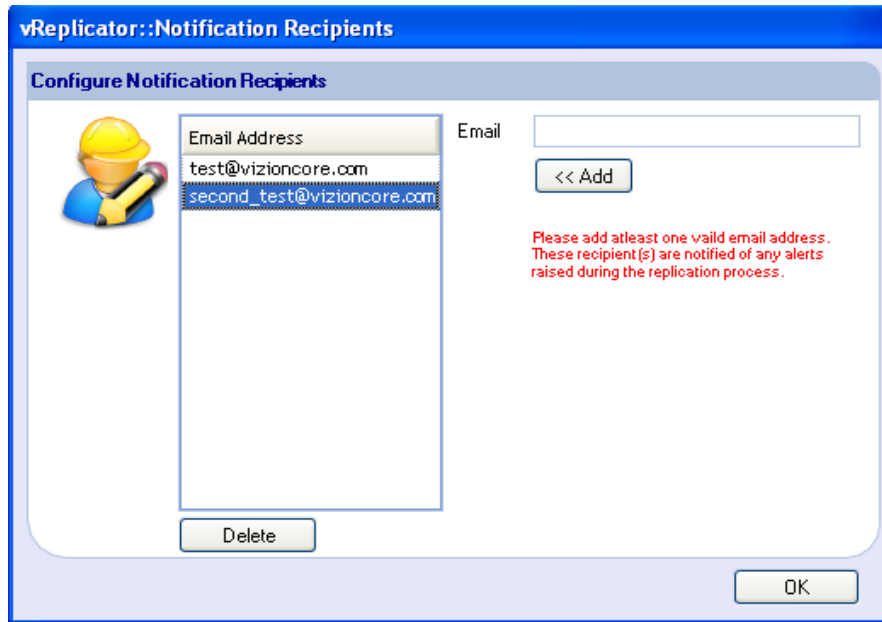 vReplicator::Notification Recipients
Configure Notification Recipients
Email Address
test@vizioncore.com
second_test@vizioncore.com
Delete
Email
<< Add
Please add atleast one vaild email address.
These recipient(s) are notified of any alerts
raised during the replication process.
OK